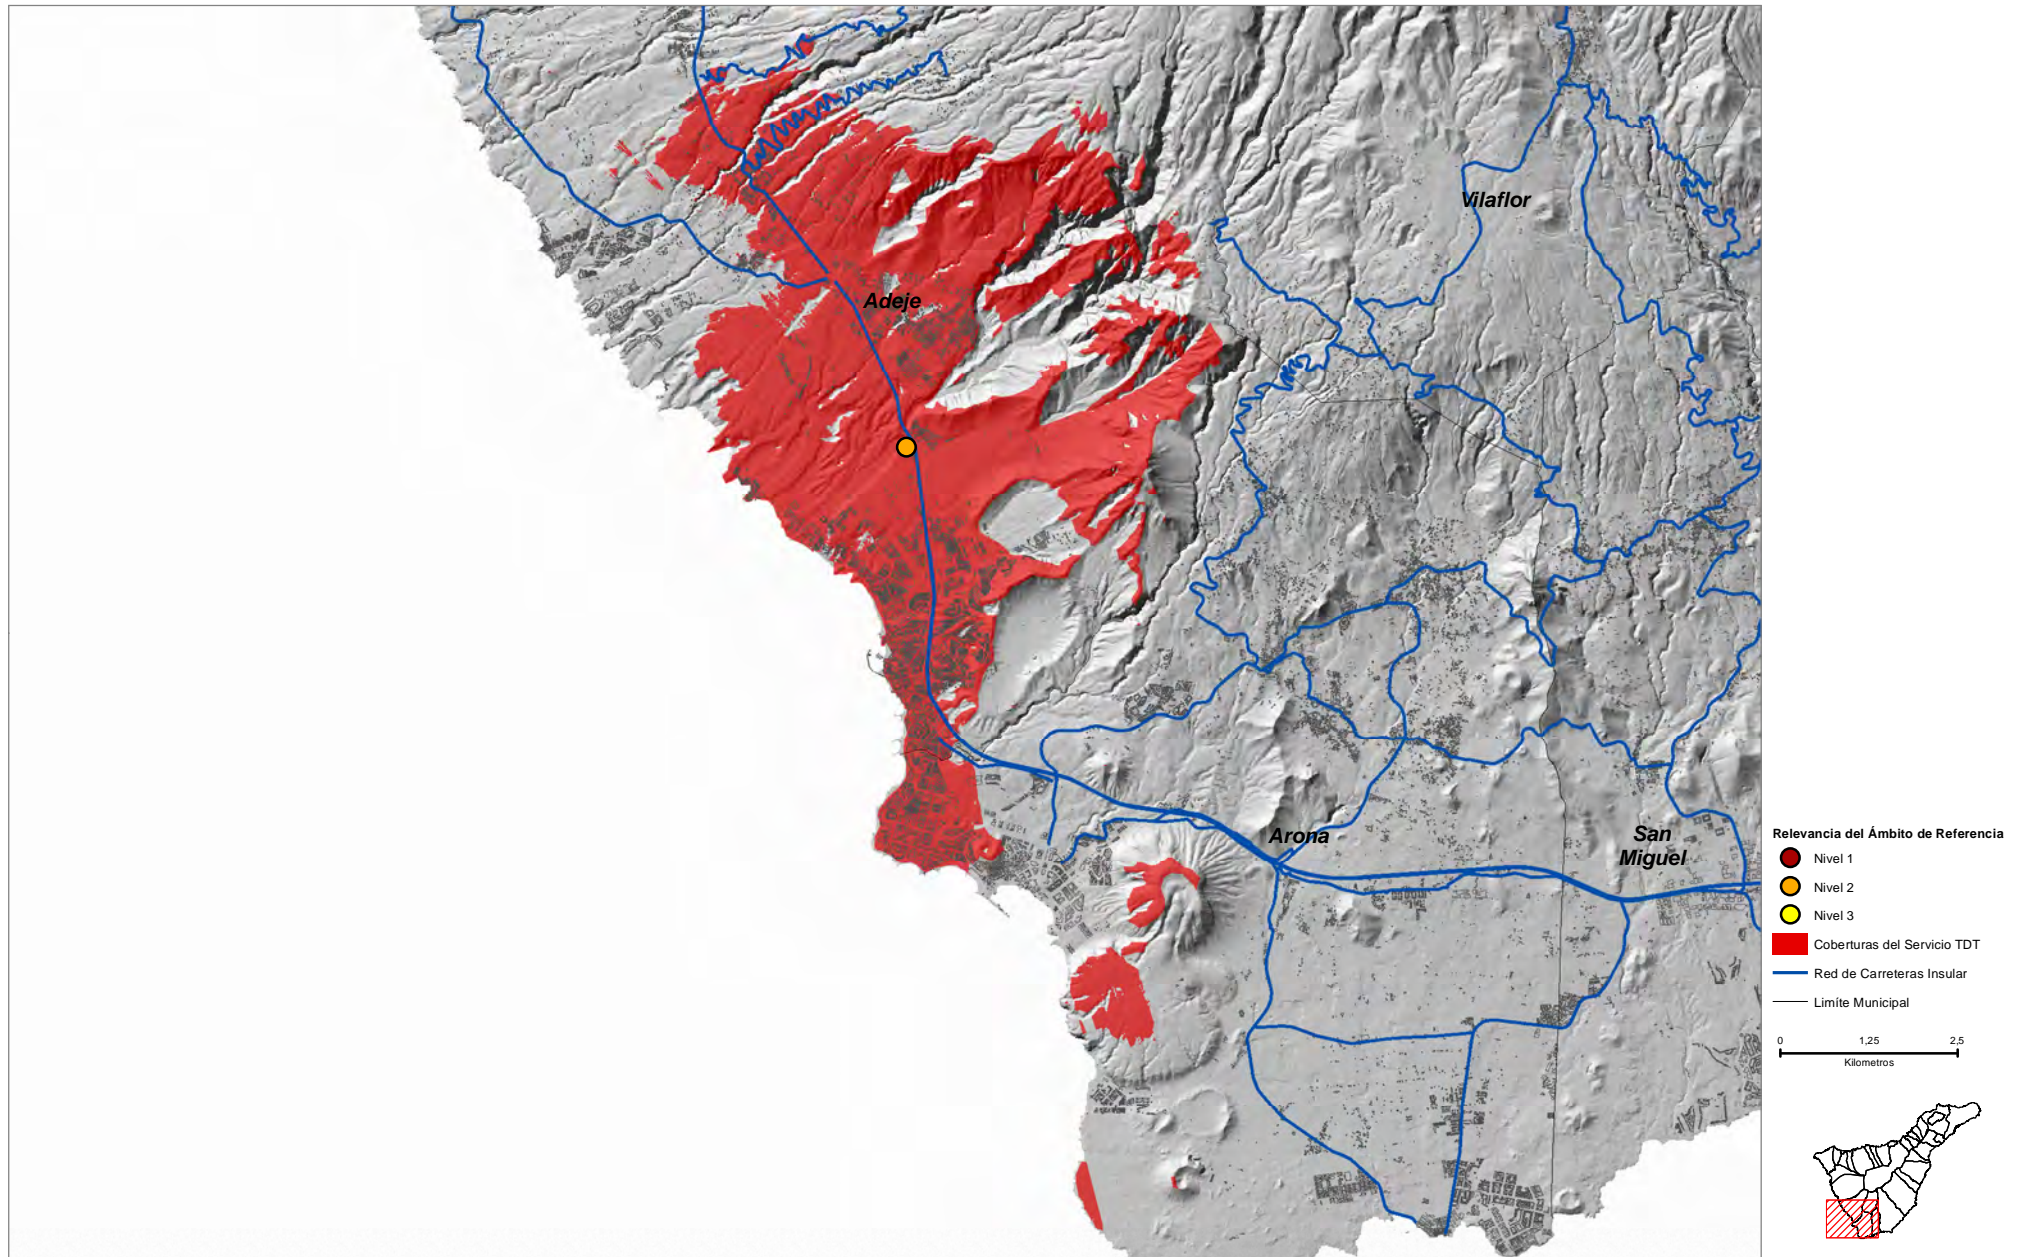 Vilaflor
Adeje
Arona
San
Miguel
Relevancia del Ámbito de Referencia
Nivel 1
Nivel 2
Nivel 3
Coberturas del Servicio TDT
Red de Carreteras Insular
Limíte Municipal
0 1,25 2,5
Kilometros